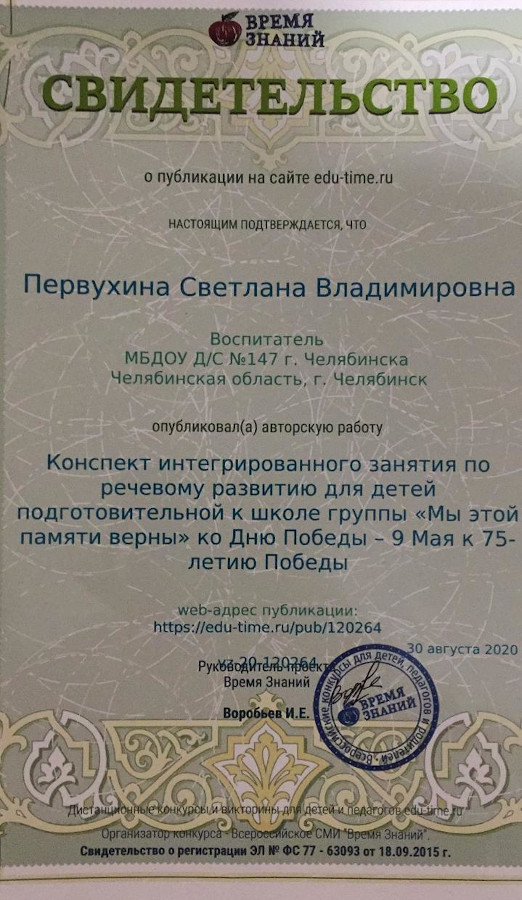 ВРЕМЯ
ЗНАНИЙ
СВИДЕТЕЛЬСТВО
о публикации на сайте edu-time.ru
НАСТОЯЩИМ ПОДТВЕРЖДАЕТСЯ, ЧТО
Первухина Светлана Владимировна
Воспитатель
МБДОУ Д/С №147 г. Челябинска
Челябинская область, г. Челябинск
опубликовал(а) авторскую работу
Конспект интегрированного занятия по
речевому развитию для детей
подготовительной к школе группы «Мы этой
памяти верны» ко Дню Победы – 9 Мая к 75-
летию Победы
web-адрес публикации:
https://edu-time.ru/pub/120264
30 августа 2020
20-120264
Руководитель проекта
Время Знаний
Воробьев И.Е.
Всероссийские конкурсы для детей, педагогов и родителей
ВРЕМЯ
ЗНАНИЙ
Дистанционные конкурсы и викторины для детей и педагогов edu-time.ru
Организатор конкурса - Всероссийское СМИ "Время Знаний".
Свидетельство о регистрации ЭЛ № ФС 77 - 63093 от 18.09.2015 г.